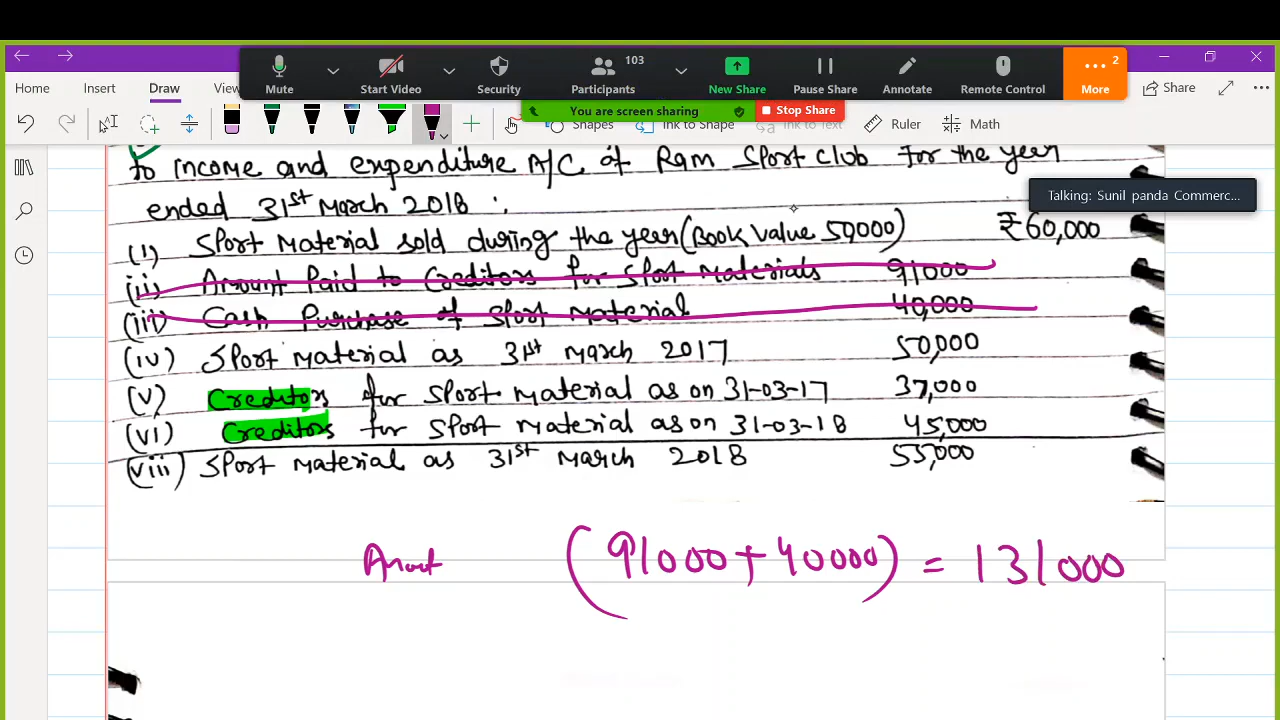 103
2
Mute
Start Video
Security
Participants
New Share
Pause Share
Annotate
Remote Control
More
You are screen sharing
Stop Share
Home
Insert
Draw
View
Share
Shapes
Ink to Shape
Ink to Text
Ruler
Math
Talking: Sunil panda Commerc...
to income and expenditure A/C of Ram Sport Club for the year
ended 31st March 2018 :
(i) Sport Material sold during the year (Book Value 50,000) ₹60,000
(ii) Amount Paid to Creditors for Sport Materials 91000
(iii) Cash Purchase of Sport material 40,000
(iv) Sport material as 31st March 2017 50,000
(v) Creditors for Sport material as on 31-03-17 37,000
(vi) Creditors for Sport material as on 31-03-18 45,000
(viii) Sport material as 31st March 2018 55,000
(91000+40000) = 131000